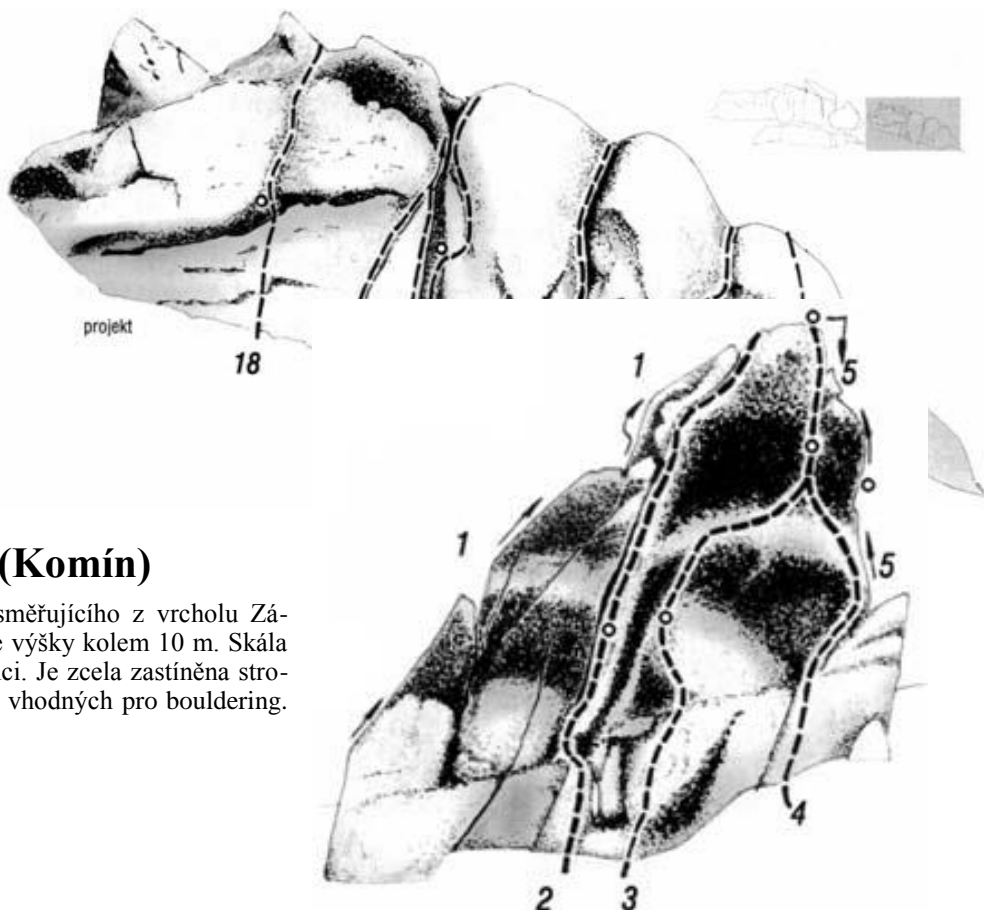 projekt
18
1
5
(Komín)
1
5
směřujícího z vrcholu Zá-
výšky kolem 10 m. Skála
Je zcela zastíněna stro-
vhodných pro bouldering.
4
2 3